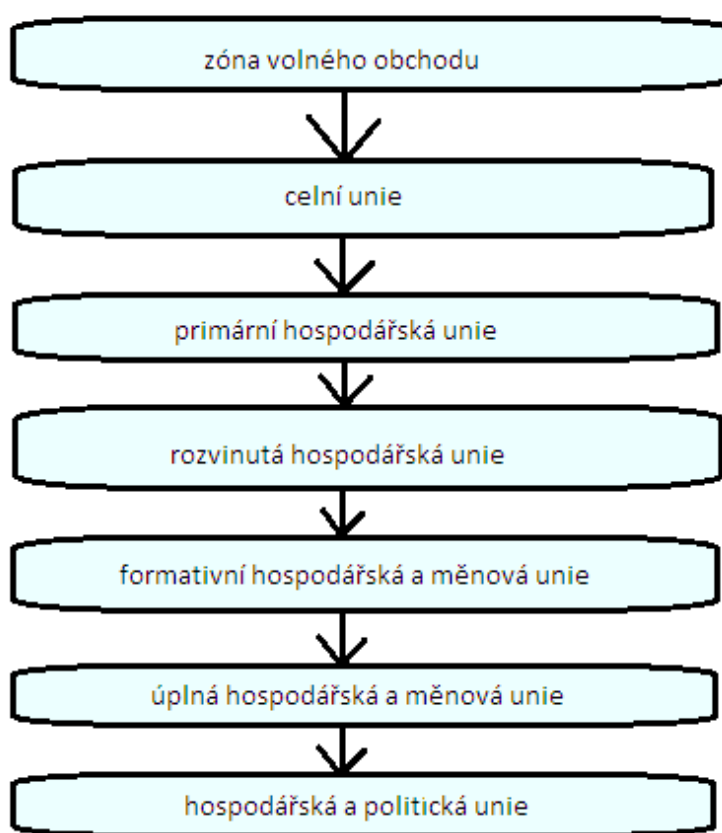 zóna volného obchodu
celní unie
primární hospodářská unie
rozvinutá hospodářská unie
formativní hospodářská a měnová unie
úplná hospodářská a měnová unie
hospodářská a politická unie